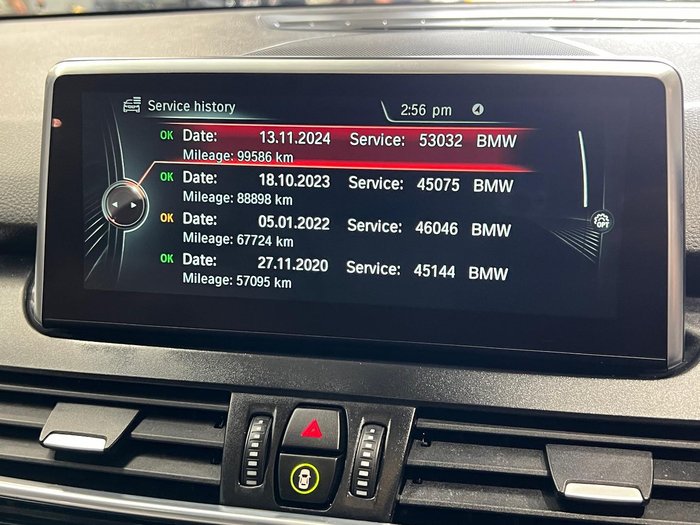 Service history
2:56 pm
OK Date: 13.11.2024 Service: 53032 BMW
Mileage: 99586 km
OK Date: 18.10.2023 Service: 45075 BMW
Mileage: 88898 km
OK Date: 05.01.2022 Service: 46046 BMW
Mileage: 67724 km
OK Date: 27.11.2020 Service: 45144 BMW
Mileage: 57095 km
OPT